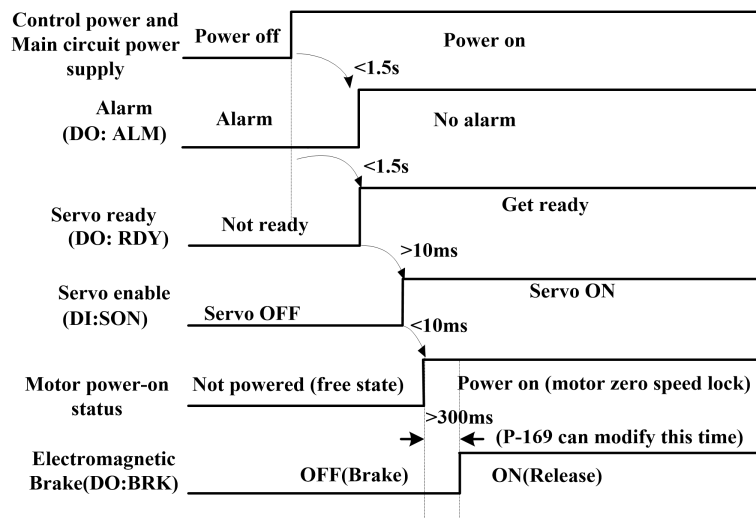 Control power and
Main circuit power
supply
Power off
Power on
<1.5s
Alarm
(DO: ALM)
Alarm
No alarm
<1.5s
Servo ready
(DO: RDY)
Not ready
Get ready
>10ms
Servo enable
(DI:SON)
Servo OFF
Servo ON
<10ms
Motor power-on
status
Not powered (free state)
Power on (motor zero speed lock)
>300ms
(P-169 can modify this time)
Electromagnetic
Brake(DO:BRK)
OFF(Brake)
ON(Release)